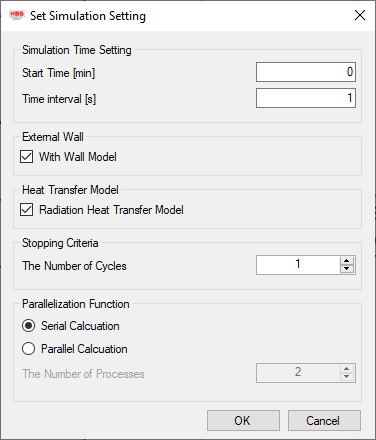 HBS Set Simulation Setting
Simulation Time Setting
Start Time [min] 0
Time interval [s] 1
External Wall
With Wall Model
Heat Transfer Model
Radiation Heat Transfer Model
Stopping Criteria
The Number of Cycles 1
Parallelization Function
Serial Calcuation
Parallel Calcuation
The Number of Processes 2
OK Cancel